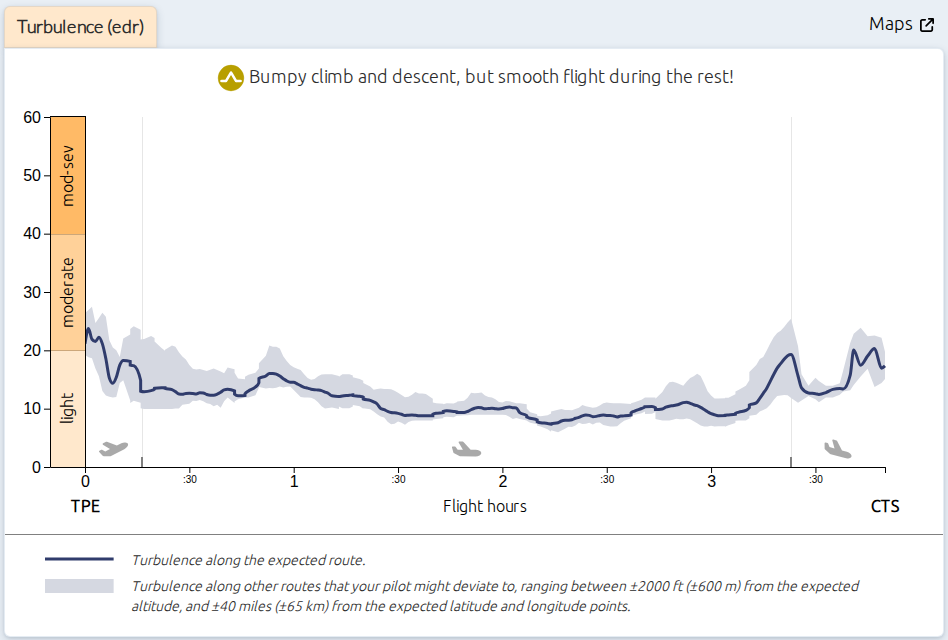 Turbulence (edr)
Maps
Bumpy climb and descent, but smooth flight during the rest!
60
50
40
30
20
10
0
mod-sev
moderate
light
0 :30 1 :30 2 :30 3 :30
TPE Flight hours CTS
Turbulence along the expected route.
Turbulence along other routes that your pilot might deviate to, ranging between ±2000 ft (±600 m) from the expected
altitude, and ±40 miles (±65 km) from the expected latitude and longitude points.